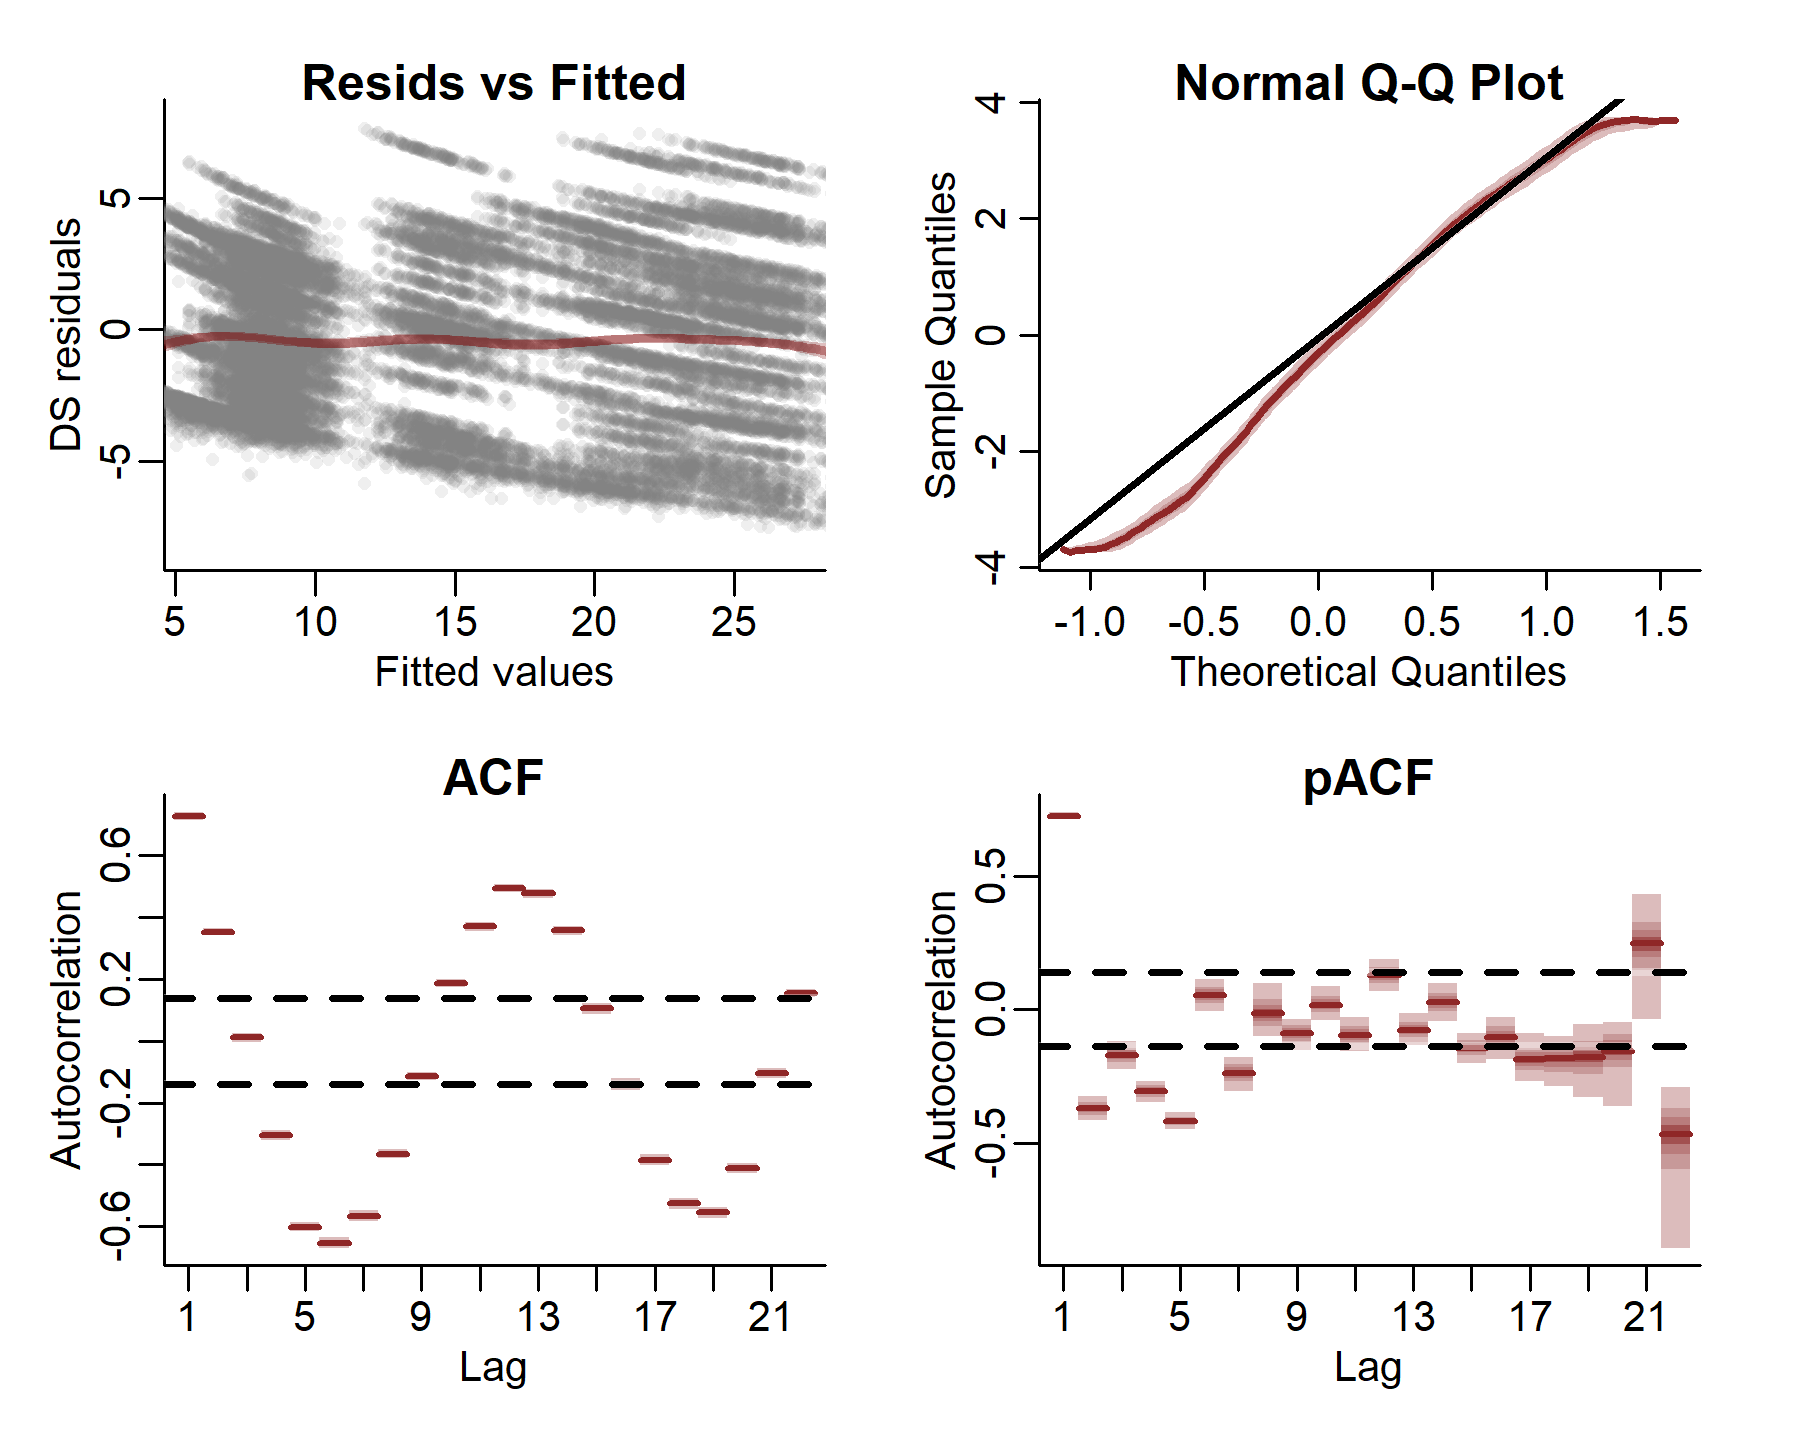 Resids vs Fitted
DS residuals
5
0
-5
5 10 15 20 25
Fitted values
Normal Q-Q Plot
Sample Quantiles
4
2
0
-2
-4
-1.0 -0.5 0.0 0.5 1.0 1.5
Theoretical Quantiles
ACF
Autocorrelation
0.6
0.2
-0.2
-0.6
1 5 9 13 17 21
Lag
pACF
Autocorrelation
0.5
0.0
-0.5
1 5 9 13 17 21
Lag